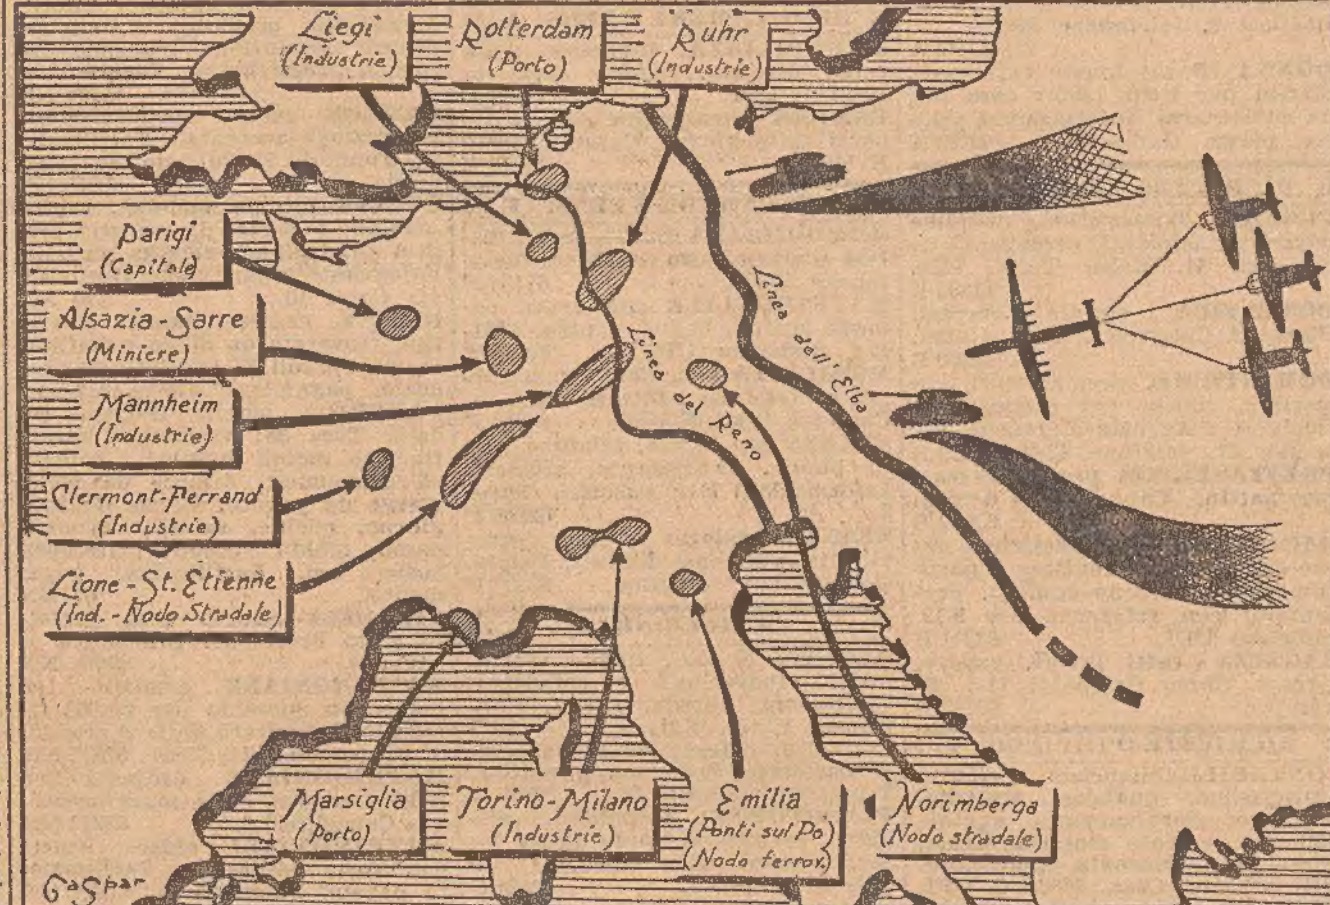 Liegi
(Industrie)
Rotterdam
(Porto)
Ruhr
(Industrie)
Parigi
(Capitale)
Alsazia-Sarre
(Miniere)
Mannheim
(Industrie)
Clermont-Ferrand
(Industrie)
Lione-St. Etienne
(Ind.-Nodo Stradale)
Linea del Reno
Linea dell'Elba
Marsiglia
(Porto)
Torino-Milano
(Industrie)
Emilia
(Ponti sul Po)
(Nodo ferrov.)
Norimberga
(Nodo stradale)
GaSpar